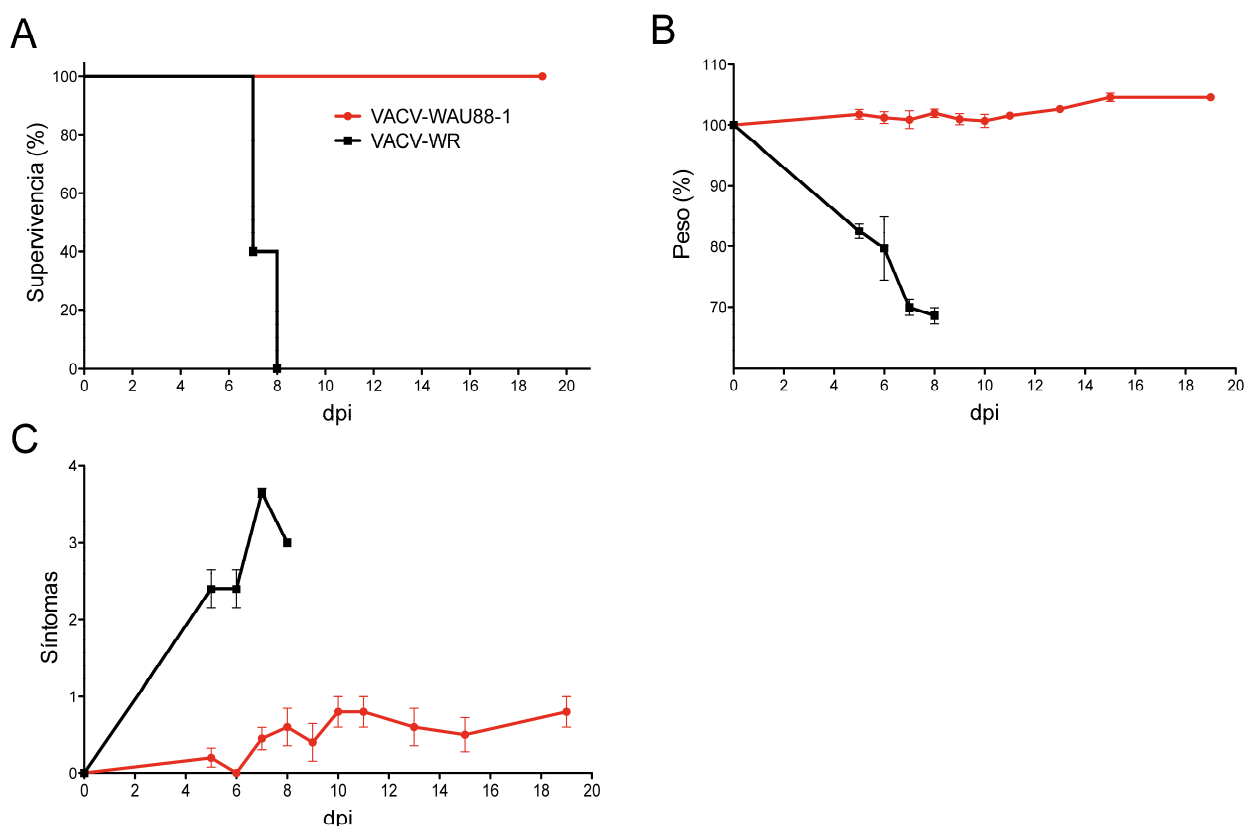 A
Supervivencia (%)
100
80
60
40
20
0
0 2 4 6 8 10 12 14 16 18 20
dpi
VACV-WAU88-1
VACV-WR
B
Peso (%)
110
100
90
80
70
0 2 4 6 8 10 12 14 16 18 20
dpi
C
Síntomas
4
3
2
1
0
0 2 4 6 8 10 12 14 16 18 20
dpi